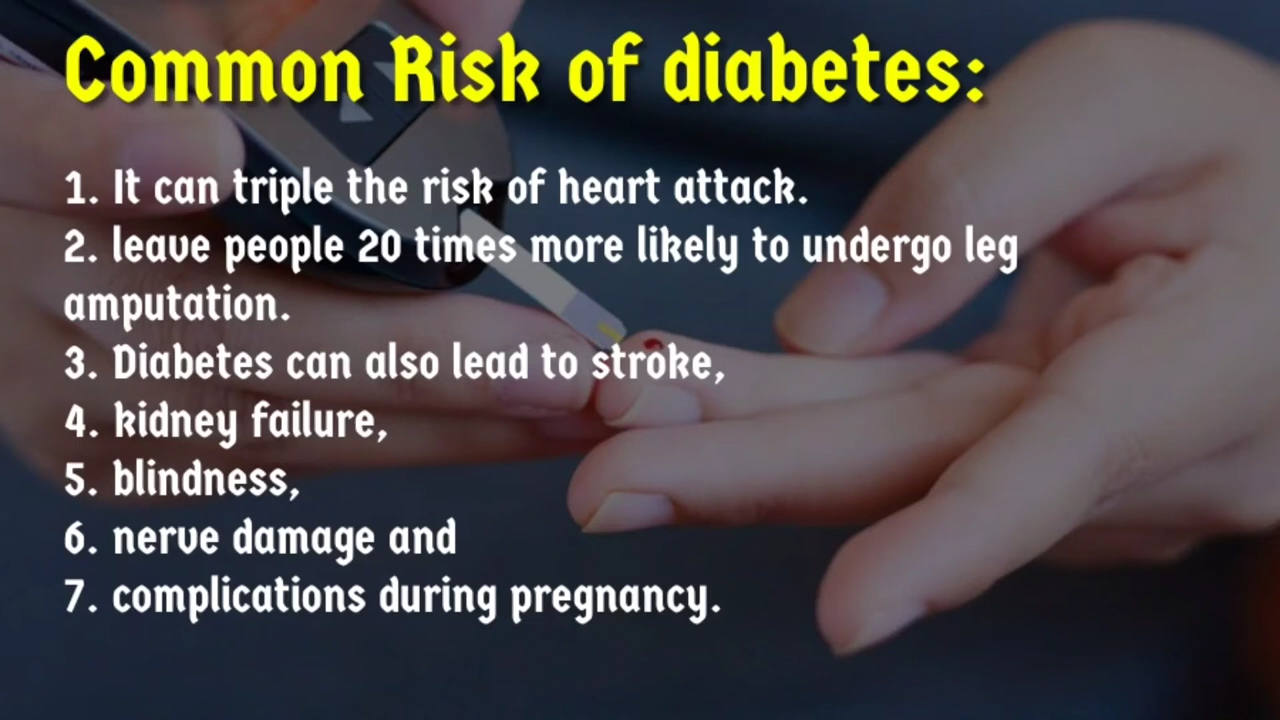 Common Risk of diabetes:
1. It can triple the risk of heart attack.
2. leave people 20 times more likely to undergo leg
amputation.
3. Diabetes can also lead to stroke,
4. kidney failure,
5. blindness,
6. nerve damage and
7. complications during pregnancy.